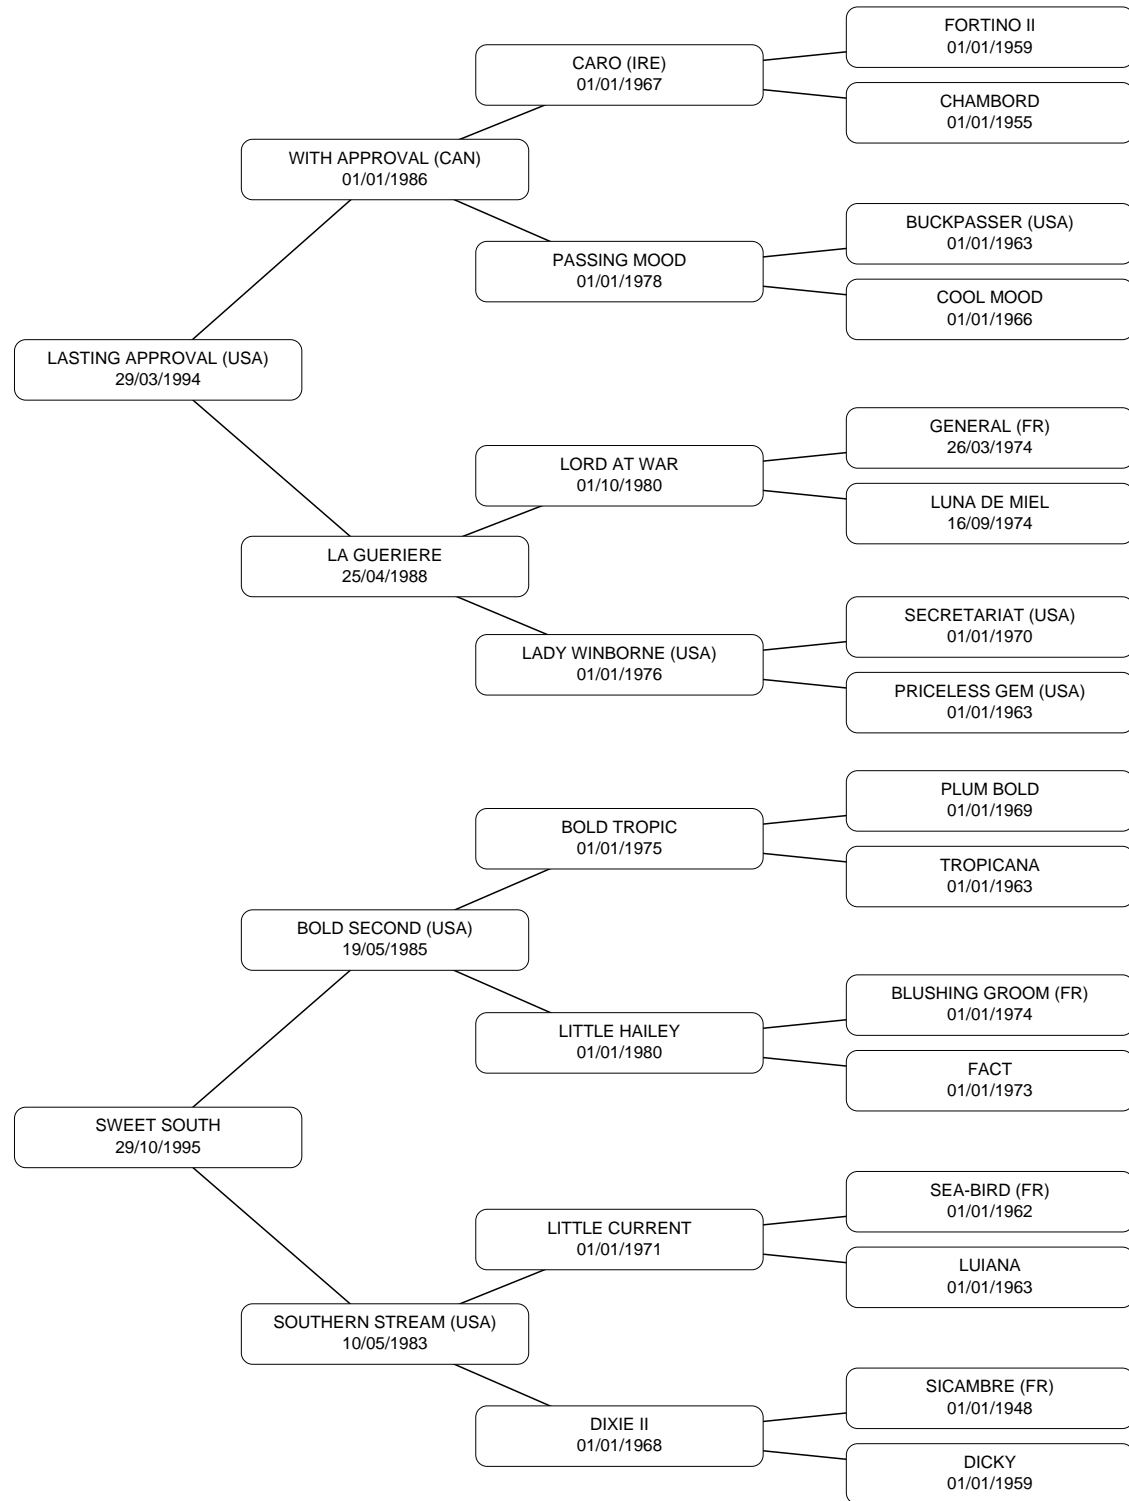 FORTINO II
01/01/1959
CARO (IRE)
01/01/1967
CHAMBORD
01/01/1955
WITH APPROVAL (CAN)
01/01/1986
BUCKPASSER (USA)
01/01/1963
PASSING MOOD
01/01/1978
COOL MOOD
01/01/1966
LASTING APPROVAL (USA)
29/03/1994
GENERAL (FR)
26/03/1974
LORD AT WAR
01/10/1980
LUNA DE MIEL
16/09/1974
LA GUERIERE
25/04/1988
SECRETARIAT (USA)
01/01/1970
LADY WINBORNE (USA)
01/01/1976
PRICELESS GEM (USA)
01/01/1963
PLUM BOLD
01/01/1969
BOLD TROPIC
01/01/1975
TROPICANA
01/01/1963
BOLD SECOND (USA)
19/05/1985
BLUSHING GROOM (FR)
01/01/1974
LITTLE HAILEY
01/01/1980
FACT
01/01/1973
SWEET SOUTH
29/10/1995
SEA-BIRD (FR)
01/01/1962
LITTLE CURRENT
01/01/1971
LUIANA
01/01/1963
SOUTHERN STREAM (USA)
10/05/1983
SICAMBRE (FR)
01/01/1948
DIXIE II
01/01/1968
DICKY
01/01/1959